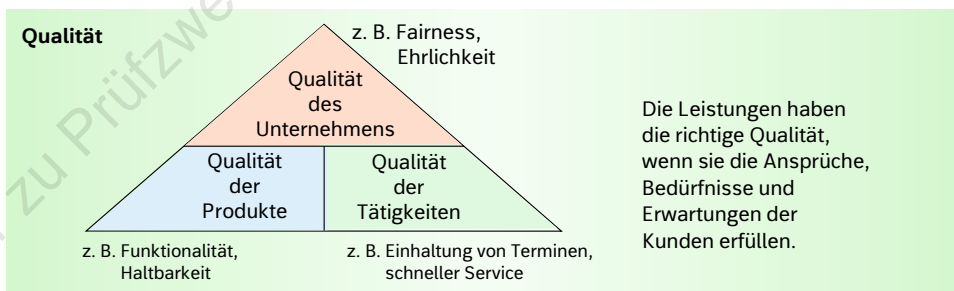 Qualität
z. B. Fairness,
Ehrlichkeit
Qualität
des
Unternehmens
Qualität
der
Produkte
Qualität
der
Tätigkeiten
z. B. Funktionalität,
Haltbarkeit
z. B. Einhaltung von Terminen,
schneller Service
Die Leistungen haben
die richtige Qualität,
wenn sie die Ansprüche,
Bedürfnisse und
Erwartungen der
Kunden erfüllen.
zu